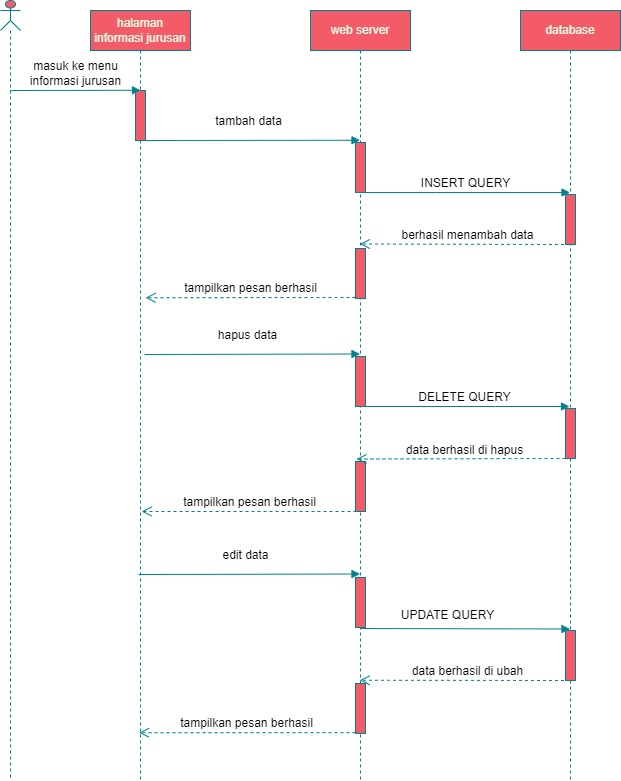 halaman
informasi jurusan
web server
database
masuk ke menu
informasi jurusan
tambah data
INSERT QUERY
berhasil menambah data
tampilkan pesan berhasil
hapus data
DELETE QUERY
data berhasil di hapus
tampilkan pesan berhasil
edit data
UPDATE QUERY
data berhasil di ubah
tampilkan pesan berhasil